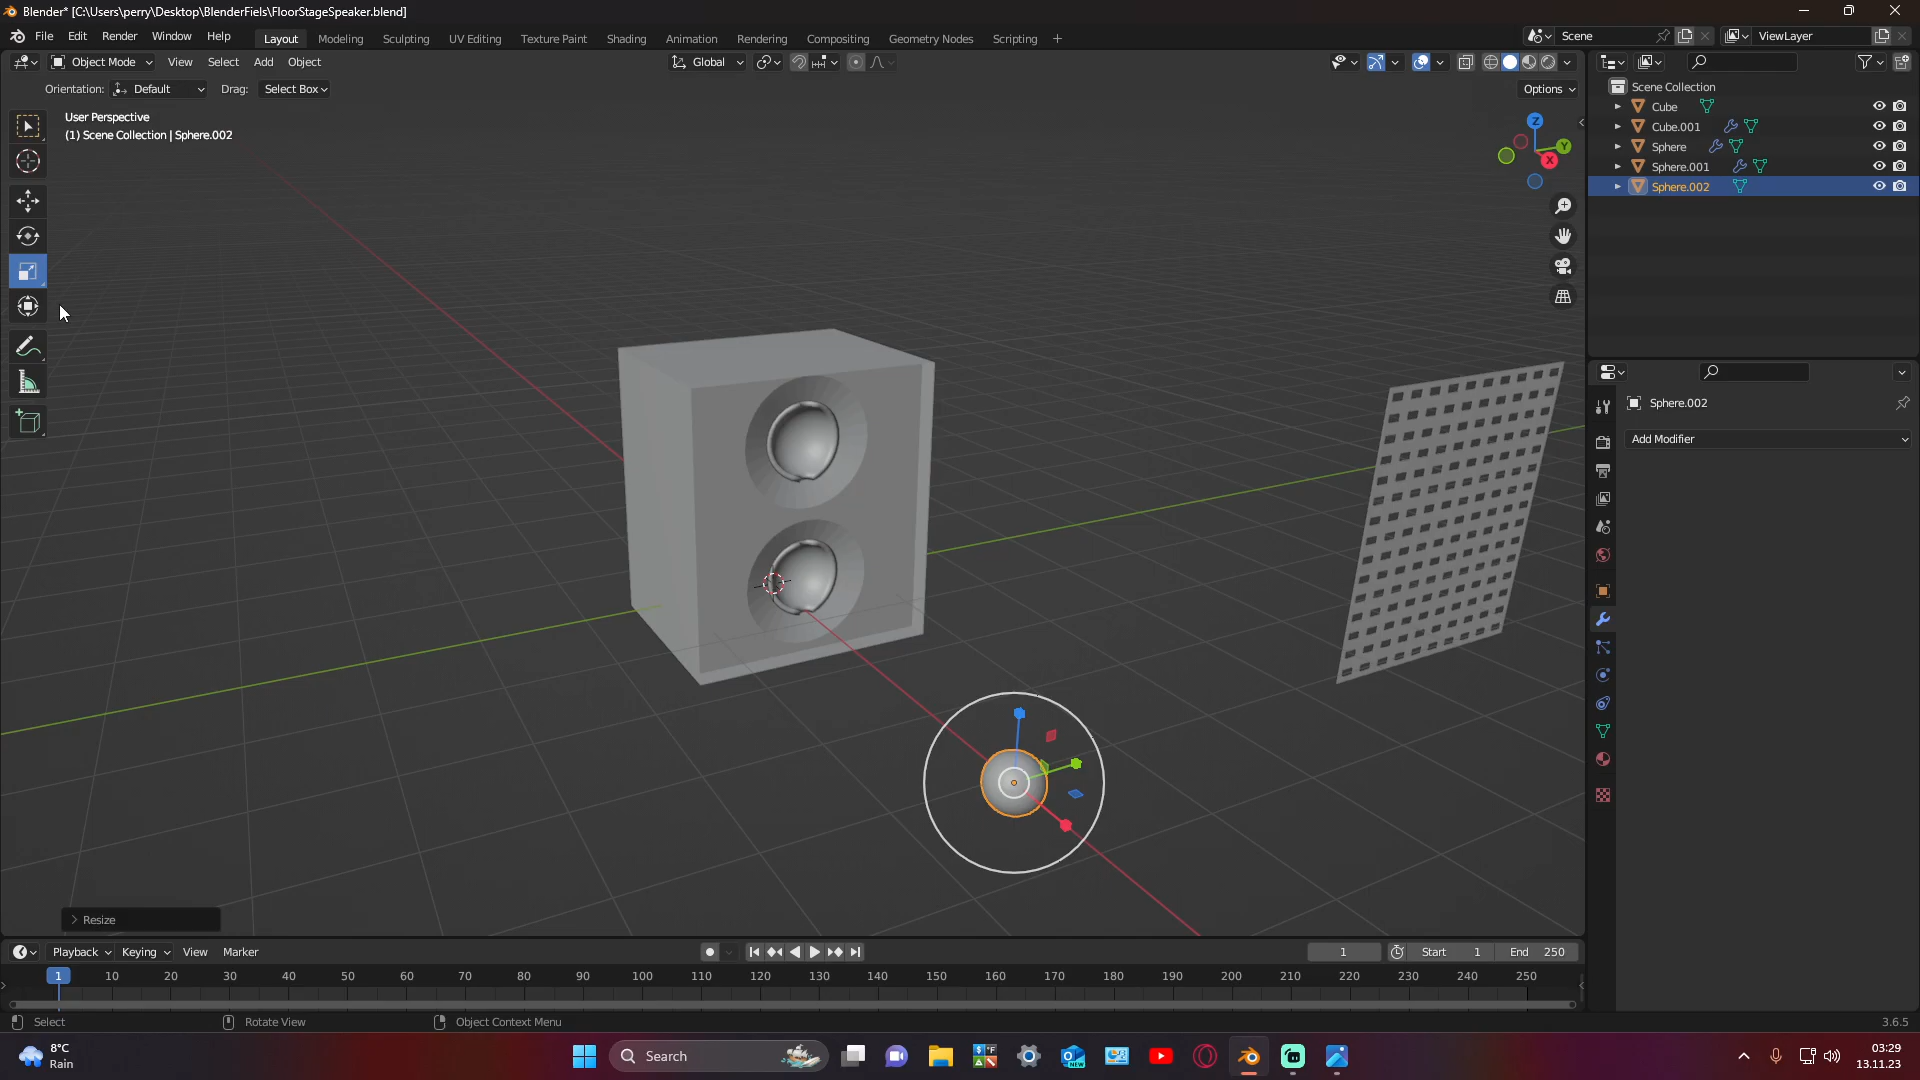 Blender* [C:\Users\perry\Desktop\BlenderFiels\FloorStageSpeaker.blend]
File Edit Render Window Help Layout Modeling Sculpting UV Editing Texture Paint Shading Animation Rendering Compositing Geometry Nodes Scripting + Scene ViewLayer
Object Mode View Select Add Object Global
Orientation: Default Drag: Select Box Options
User Perspective
(1) Scene Collection | Sphere.002
Z
Y
X
Scene Collection
Cube
Cube.001
Sphere
Sphere.001
Sphere.002
Sphere.002
Add Modifier
Resize
Playback Keying View Marker 1 Start 1 End 250
1 10 20 30 40 50 60 70 80 90 100 110 120 130 140 150 160 170 180 190 200 210 220 230 240 250
Select Rotate View Object Context Menu 3.6.5
8°C
Rain
Search
NEW
03:29
13.11.23